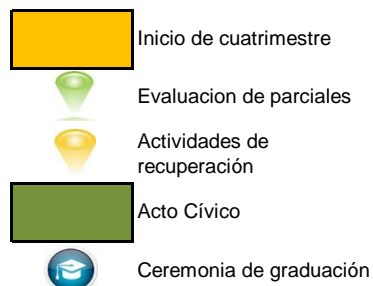 Inicio de cuatrimestre
Evaluacion de parciales
Actividades de
recuperación
Acto Cívico
Ceremonia de graduación